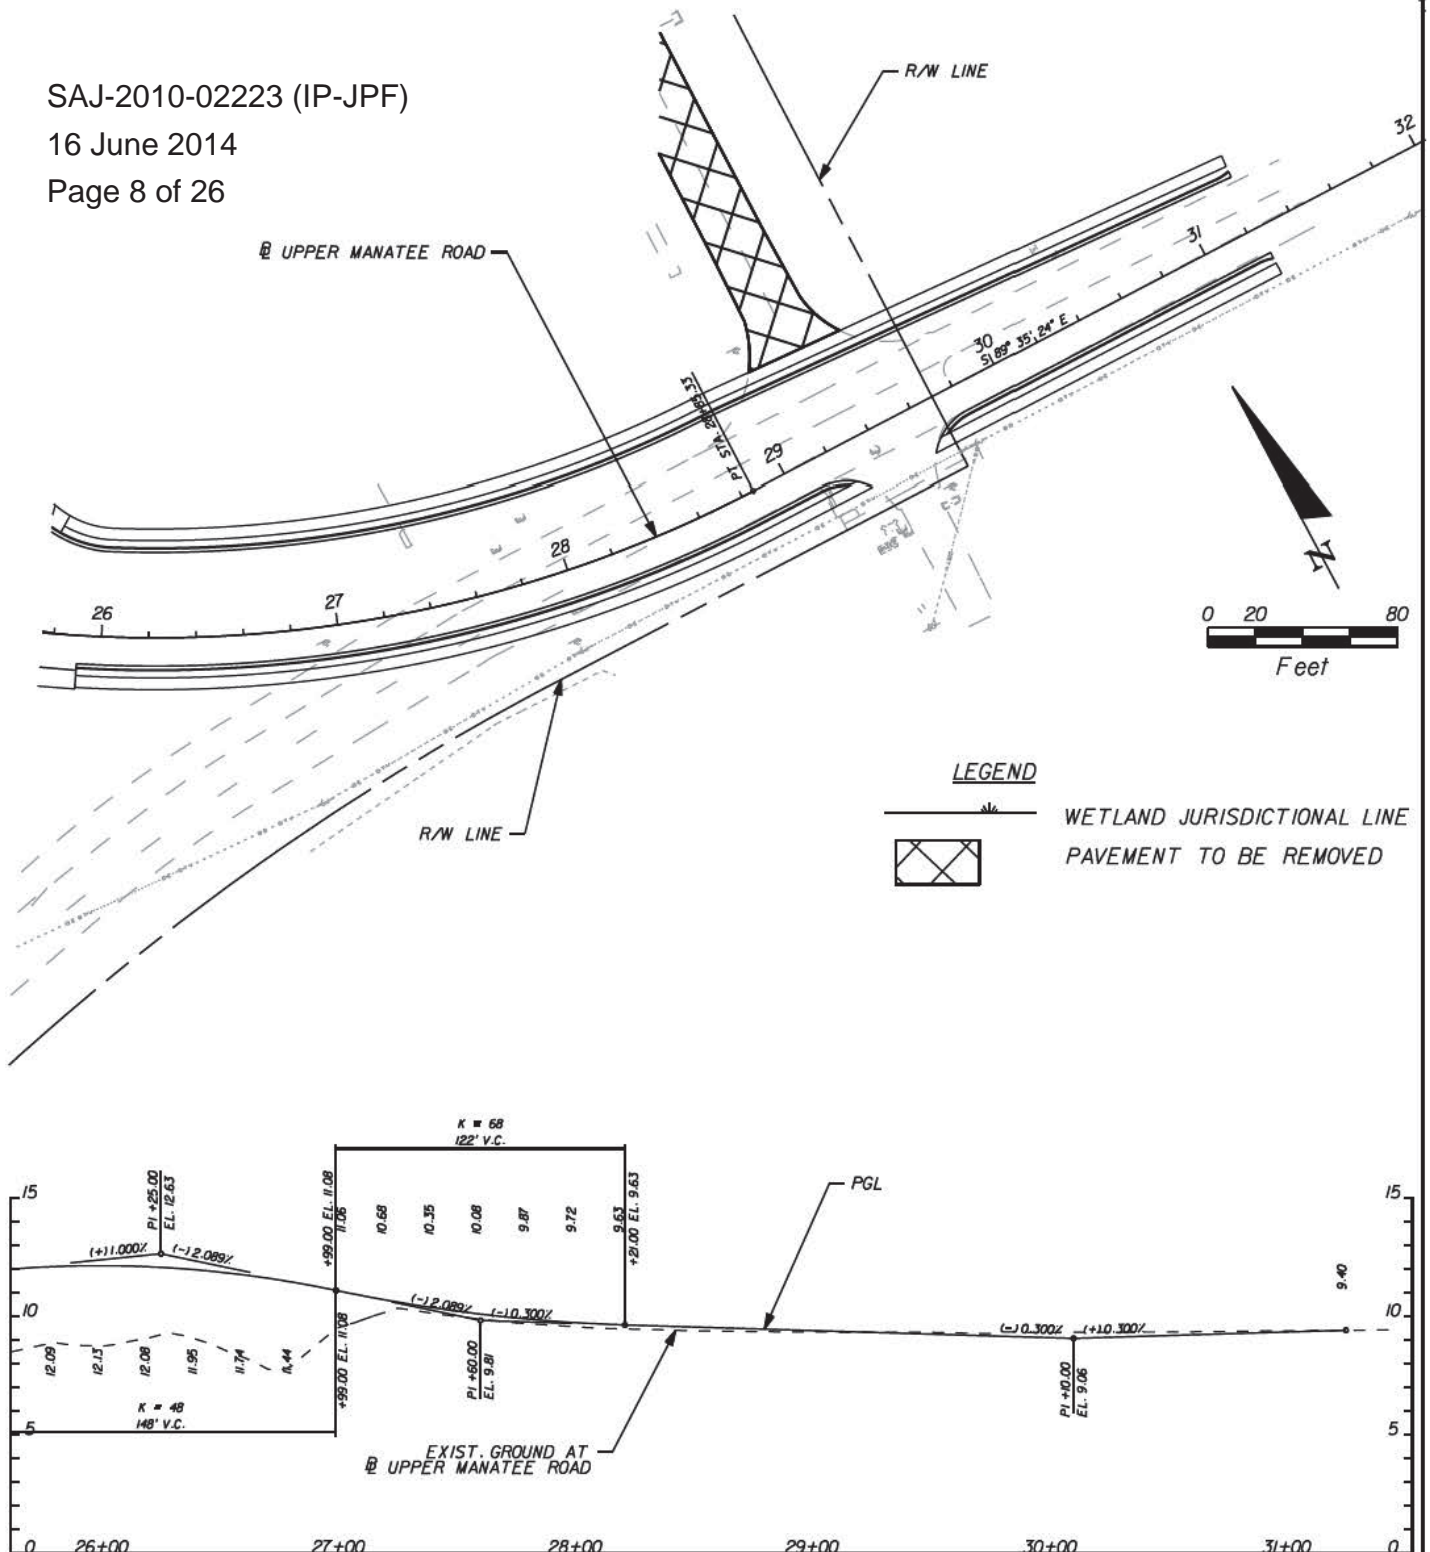 SAJ-2010-02223 (IP-JPF)
16 June 2014
Page 8 of 26
R/W LINE
32
℄ UPPER MANATEE ROAD
31
30
S 89° 35' 24" E
PT STA. 28+85.33
29
28
27
26
N
0 20 80
Feet
R/W LINE
LEGEND
WETLAND JURISDICTIONAL LINE
PAVEMENT TO BE REMOVED
K = 68
122' V.C.
PGL
15
15
PI +25.00
EL. 12.63
+99.00 EL. 11.08
11.06
10.68
10.35
10.08
9.87
9.72
9.63
+21.00 EL. 9.63
9.40
(+)1.000%
(-)2.089%
10
10
(-)2.089%
(-)0.300%
(-)0.300%
(+)0.300%
12.09
12.13
12.08
11.95
11.74
11.44
+99.00 EL. 11.08
PI +60.00
EL. 9.81
PI +10.00
EL. 9.06
K = 48
148' V.C.
5
5
EXIST. GROUND AT
℄ UPPER MANATEE ROAD
0 26+00 27+00 28+00 29+00 30+00 31+00 0